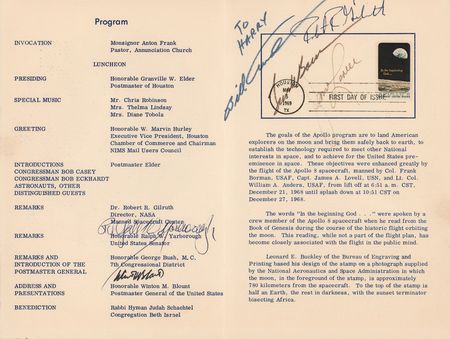 Program
INVOCATION Monsignor Anton Frank
Pastor, Annunciation Church
LUNCHEON
PRESIDING Honorable Granville W. Elder
Postmaster of Houston
SPECIAL MUSIC Mr. Chris Robinson
Mrs. Thelma Lindsay
Mrs. Diane Tobola
GREETING Honorable W. Marvin Hurley
Executive Vice President, Houston
Chamber of Commerce and Chairman
NIMS Mail Users Council
INTRODUCTIONS Postmaster Elder
CONGRESSMAN BOB CASEY
CONGRESSMAN BOB ECKHARDT
ASTRONAUTS, OTHER
DISTINGUISHED GUESTS
REMARKS Dr. Robert R. Gilruth
Director, NASA
Manned Spacecraft Center
REMARKS Honorable Ralph W. Yarborough
United States Senator
REMARKS AND Honorable George Bush, M. C.
INTRODUCTION OF THE 7th Congressional District
POSTMASTER GENERAL
ADDRESS AND Honorable Winton M. Blount
PRESENTATIONS Postmaster General of the United States
BENEDICTION Rabbi Hyman Judah Schachtel
Congregation Beth Israel
TO
HARRY
HOUSTON
MAY
5
1969
TX
FIRST DAY OF ISSUE
In the beginning
God...
The goals of the Apollo program are to land American
explorers on the moon and bring them safely back to earth, to
establish the technology required to meet other National
interests in space, and to achieve for the United States pre-
eminence in space. These objectives were enhanced greatly by
the flight of the Apollo 8 spacecraft, manned by Col. Frank
Borman, USAF, Capt. James A. Lovell, USN, and Lt. Col.
William A. Anders, USAF, from lift off at 6:51 a. m. CST,
December 21, 1968 until splash down at 10:51 CST on
December 27, 1968.
The words "In the beginning God . . ." were spoken by a
crew member of the Apollo 8 spacecraft when he read from the
Book of Genesis during the course of the historic flight orbiting
the moon. This reading, while not a part of the flight plan, has
become closely associated with the flight in the public mind.
Leonard E. Buckley of the Bureau of Engraving and
Printing based his design of the stamp on a photograph supplied
by the National Aeronautics and Space Administration in which
the moon, in the foreground of the stamp, is approximately
780 kilometers from the spacecraft. To the top of the stamp is
half an Earth, the rest in darkness, with the sunset terminator
bisecting Africa.